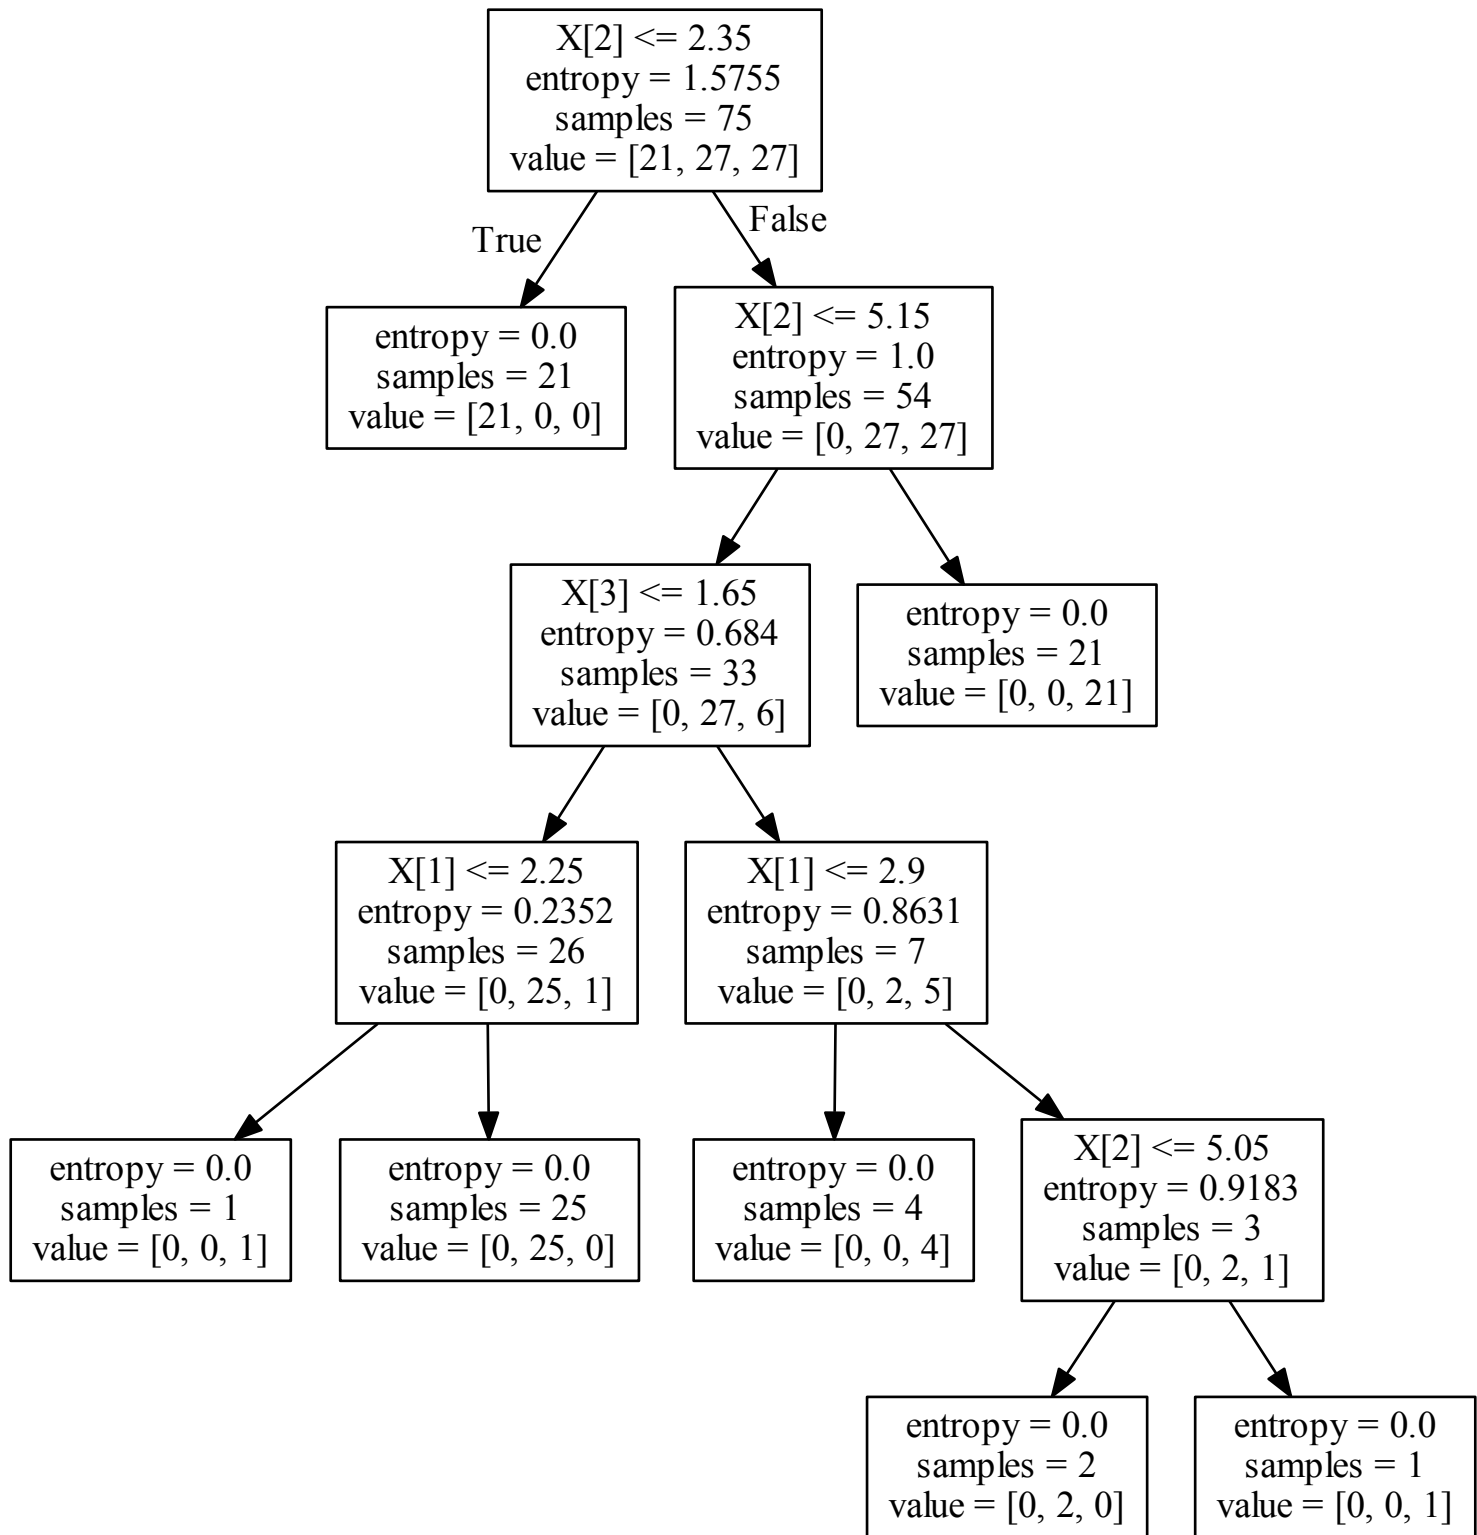 X[2] <= 2.35
entropy = 1.5755
samples = 75
value = [21, 27, 27]
True
False
entropy = 0.0
samples = 21
value = [21, 0, 0]
X[2] <= 5.15
entropy = 1.0
samples = 54
value = [0, 27, 27]
X[3] <= 1.65
entropy = 0.684
samples = 33
value = [0, 27, 6]
entropy = 0.0
samples = 21
value = [0, 0, 21]
X[1] <= 2.25
entropy = 0.2352
samples = 26
value = [0, 25, 1]
X[1] <= 2.9
entropy = 0.8631
samples = 7
value = [0, 2, 5]
entropy = 0.0
samples = 1
value = [0, 0, 1]
entropy = 0.0
samples = 25
value = [0, 25, 0]
entropy = 0.0
samples = 4
value = [0, 0, 4]
X[2] <= 5.05
entropy = 0.9183
samples = 3
value = [0, 2, 1]
entropy = 0.0
samples = 2
value = [0, 2, 0]
entropy = 0.0
samples = 1
value = [0, 0, 1]